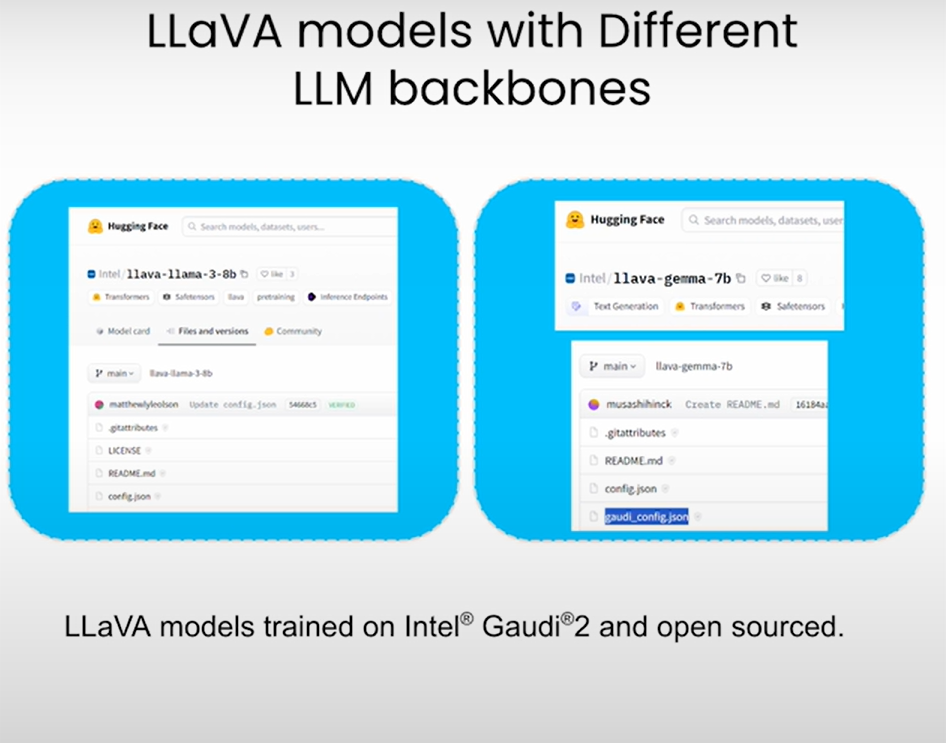 LLaVA models with Different
LLM backbones
Hugging Face
Search models, datasets, users...
Intel/llava-llama-3-8b
like 3
Transformers Safetensors llava pretraining Inference Endpoints
Model card Files and versions Community
main llava-llama-3-8b
matthewlyleolson Update config.json 54668c5 VERIFIED
.gitattributes
LICENSE
README.md
config.json
Hugging Face
Search models, datasets, user
Intel/llava-gemma-7b
like 8
Text Generation Transformers Safetensors
main llava-gemma-7b
musashihinck Create README.md 16184a
.gitattributes
README.md
config.json
gaudi_config.json
LLaVA models trained on Intel® Gaudi®2 and open sourced.